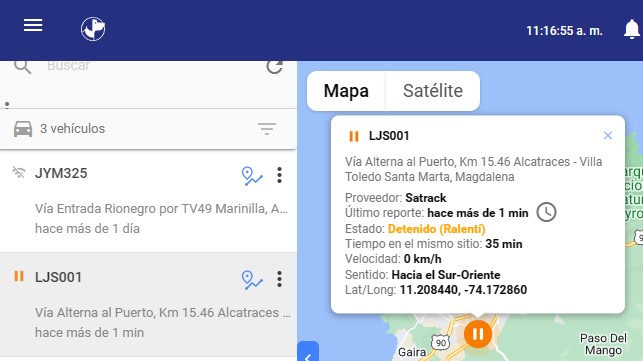 11:16:55 a. m.
Buscar
3 vehículos
JYM325
Vía Entrada Rionegro por TV49 Marinilla, A...
hace más de 1 día
LJS001
Vía Alterna al Puerto, Km 15.46 Alcatraces ...
hace más de 1 min
Mapa
Satélite
LJS001
Vía Alterna al Puerto, Km 15.46 Alcatraces - Villa
Toledo Santa Marta, Magdalena
Proveedor: Satrack
Último reporte: hace más de 1 min
Estado: Detenido (Ralentí)
Tiempo en el mismo sitio: 35 min
Velocidad: 0 km/h
Sentido: Hacia el Sur-Oriente
Lat/Long: 11.208440, -74.172860
90
Gaira
Paso Del
Mango